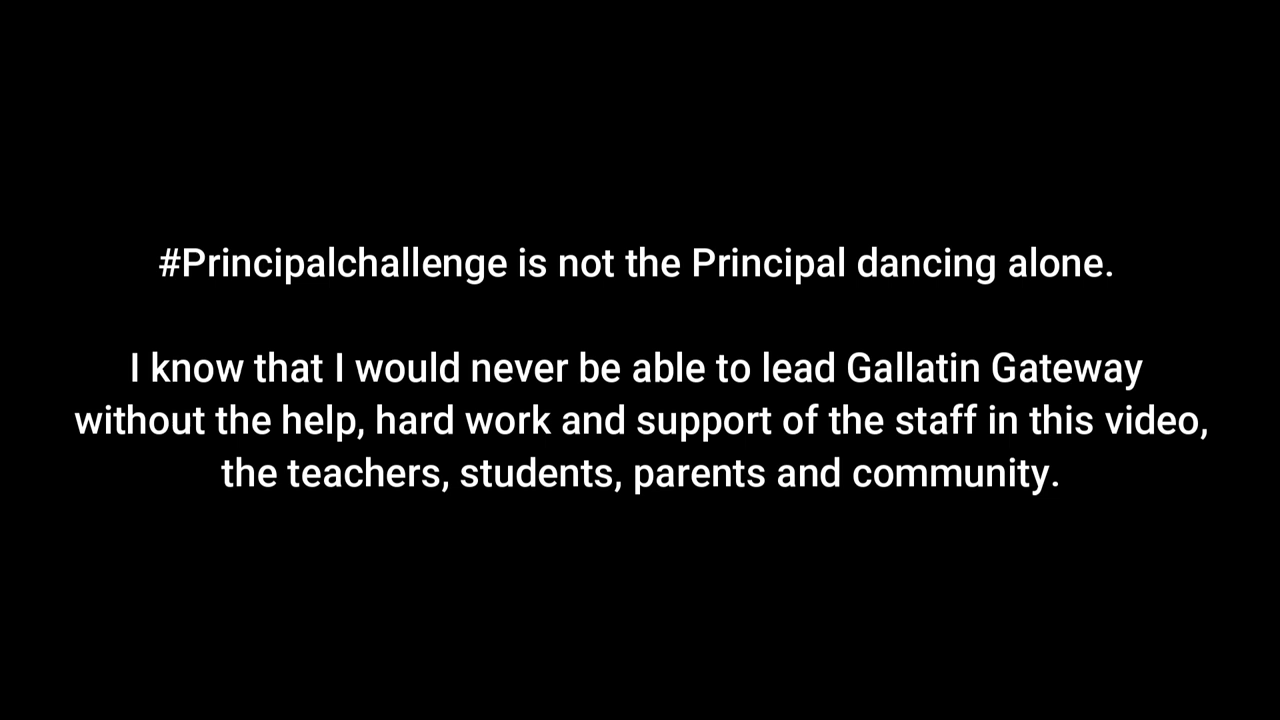 #Principalchallenge is not the Principal dancing alone.
I know that I would never be able to lead Gallatin Gateway
without the help, hard work and support of the staff in this video,
the teachers, students, parents and community.